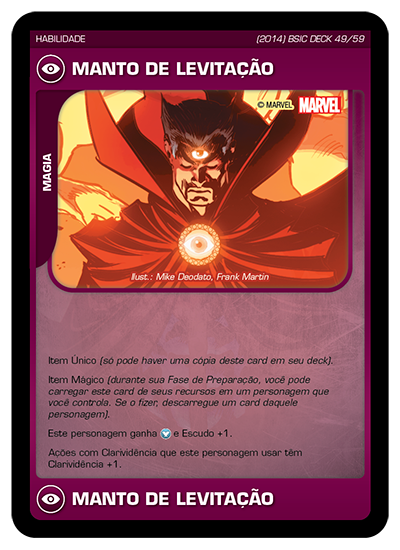 HABILIDADE
(2014) BSIC DECK 49/59
MANTO DE LEVITAÇÃO
© MARVEL MARVEL
MAGIA
Ilust.: Mike Deodato, Frank Martin
Item Único (só pode haver uma cópia deste card em seu deck).
Item Mágico (durante sua Fase de Preparação, você pode
carregar este card de seus recursos em um personagem que
você controla. Se o fizer, descarregue um card daquele
personagem).
Este personagem ganha e Escudo +1.
Ações com Clarividência que este personagem usar têm
Clarividência +1.
MANTO DE LEVITAÇÃO